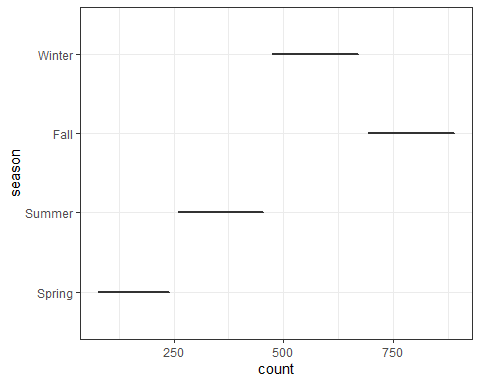 Winter
Fall
Summer
Spring
season
250
500
750
count